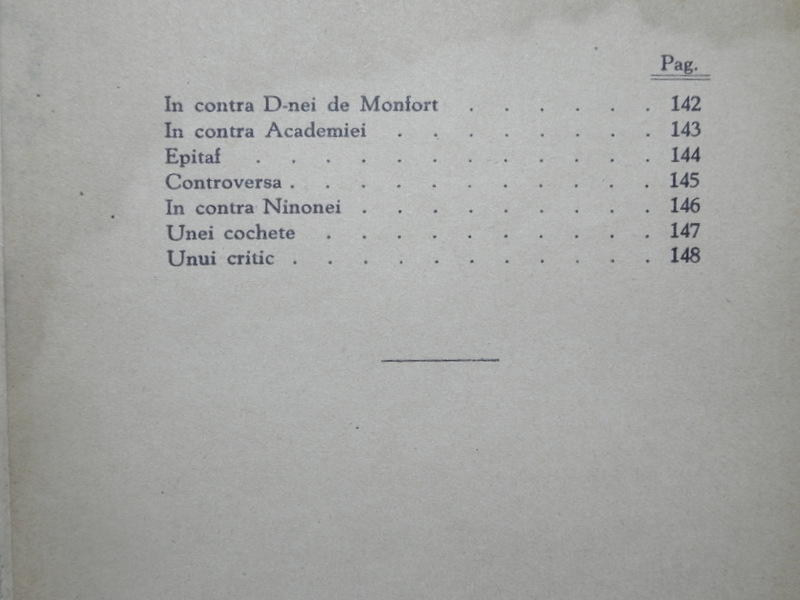 Pag.
In contra D-nei de Monfort . . . . . . 142
In contra Academiei . . . . . . . . 143
Epitaf . . . . . . . . . . . . 144
Controversa . . . . . . . . . . . 145
In contra Ninonei . . . . . . . . . 146
Unei cochete . . . . . . . . . . 147
Unui critic . . . . . . . . . . . 148